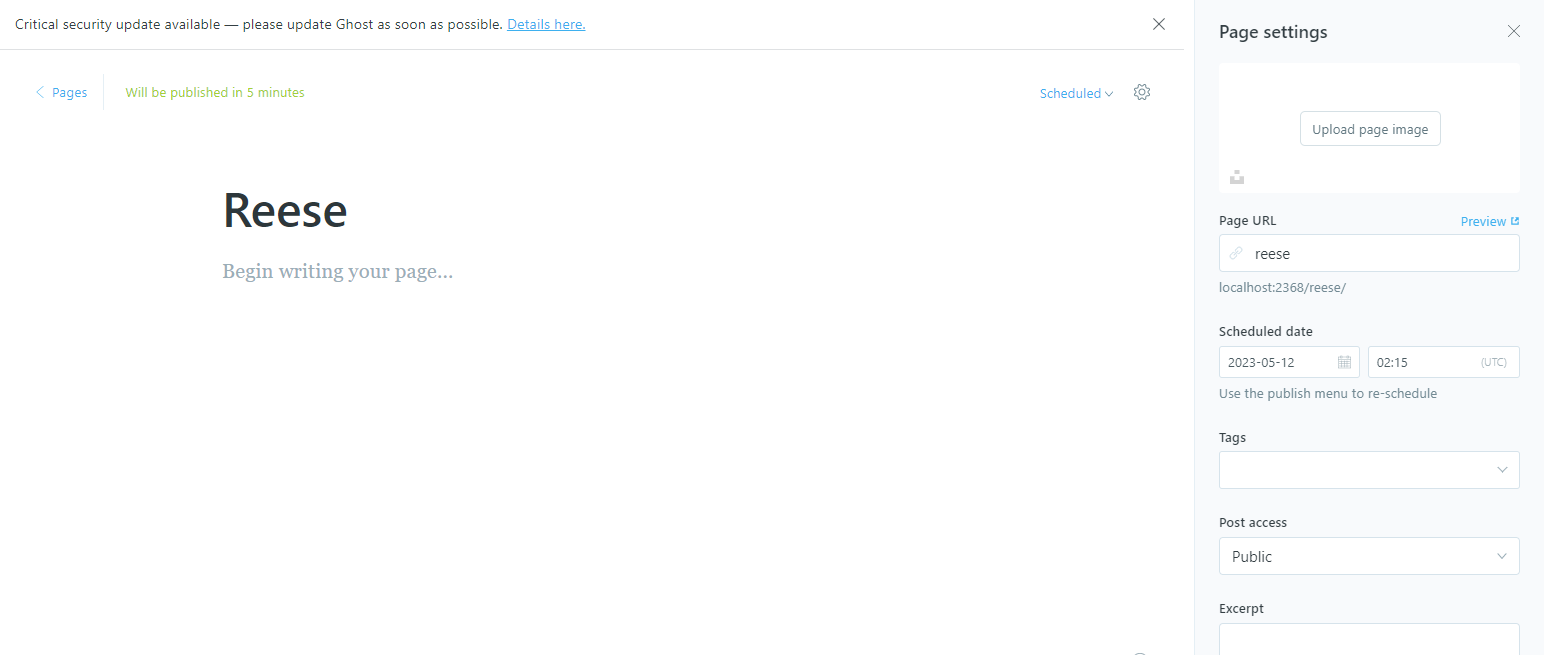 Critical security update available — please update Ghost as soon as possible. Details here.
Pages
Will be published in 5 minutes
Scheduled
Reese
Begin writing your page...
Page settings
Upload page image
Page URL
Preview
reese
localhost:2368/reese/
Scheduled date
2023-05-12
02:15
(UTC)
Use the publish menu to re-schedule
Tags
Post access
Public
Excerpt